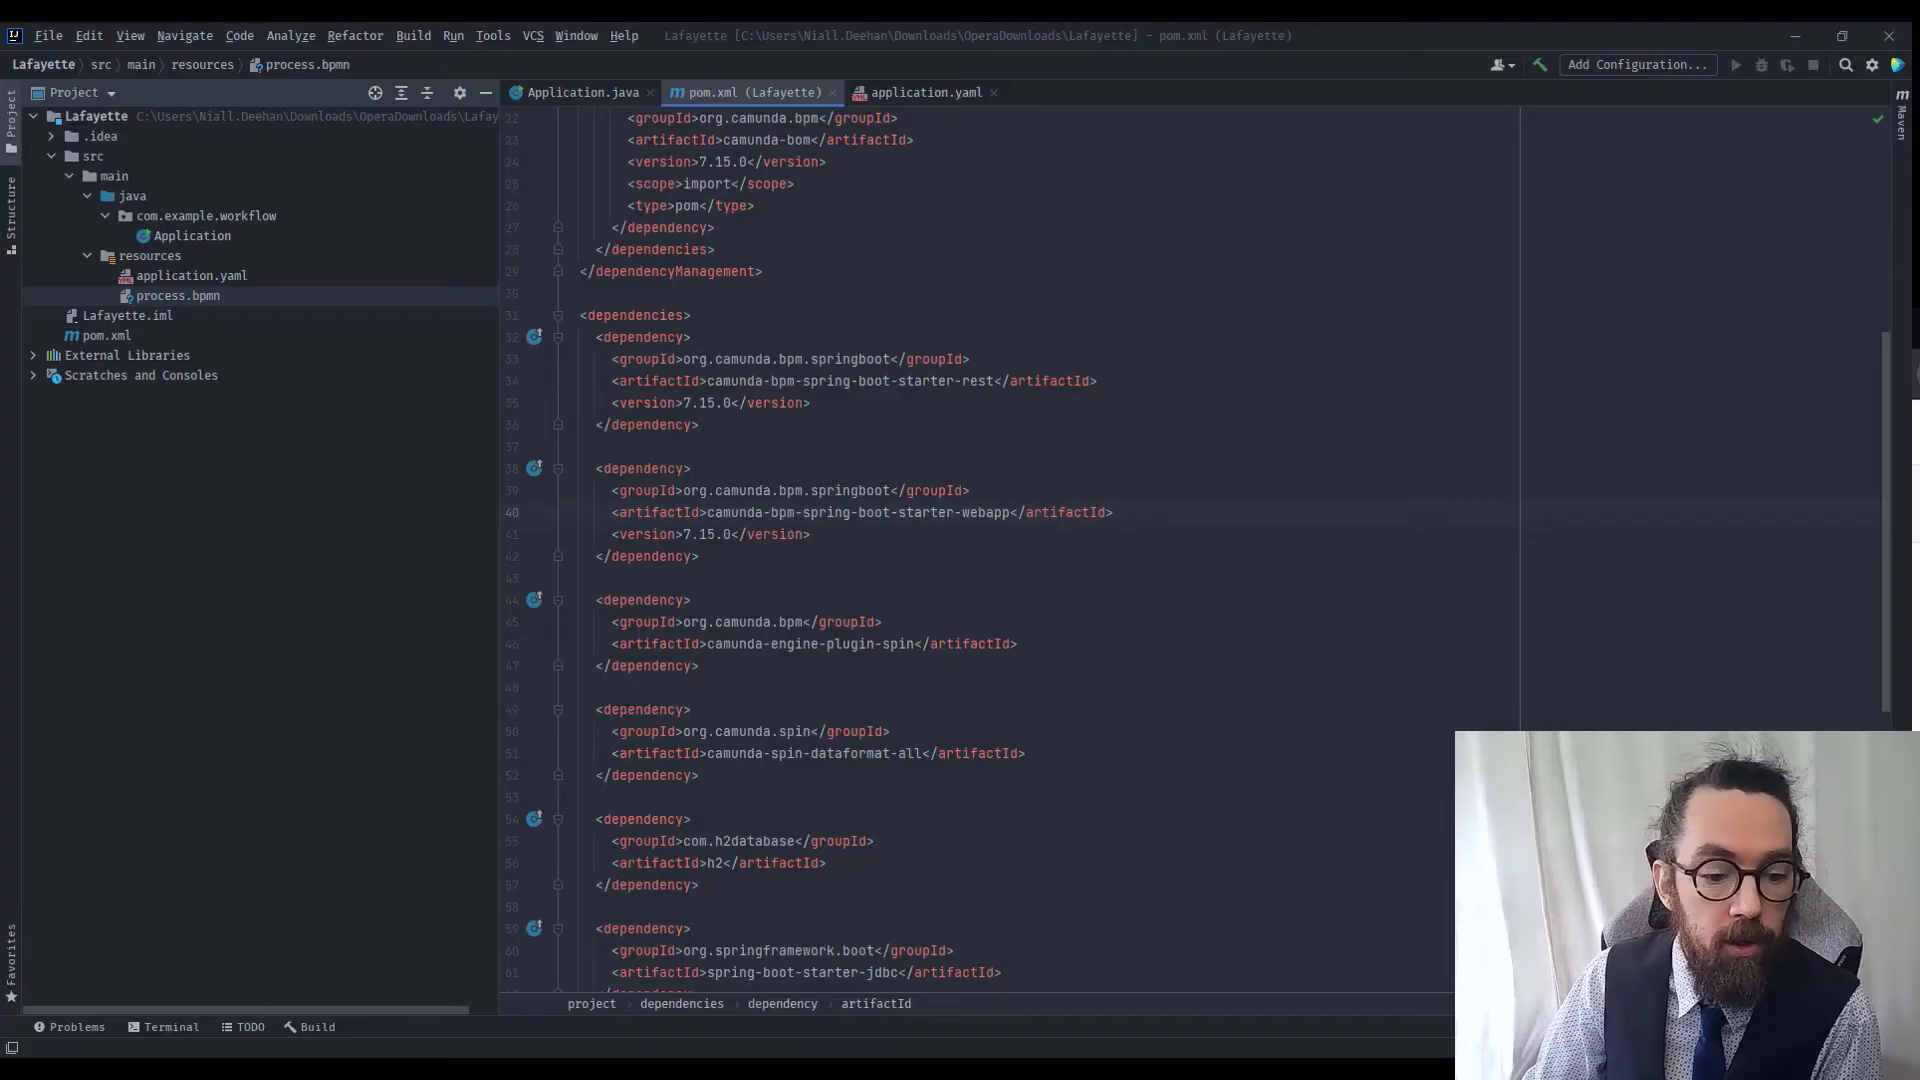 File Edit View Navigate Code Analyze Refactor Build Run Tools VCS Window Help Lafayette [C:\Users\Niall.Deehan\Downloads\OperaDownloads\Lafayette] – pom.xml (Lafayette)
Lafayette src main resources process.bpmn Add Configuration...
Project Application.java pom.xml (Lafayette) application.yaml
Lafayette C:\Users\Niall.Deehan\Downloads\OperaDownloads\Lafay
.idea
src
main
java
com.example.workflow
Application
resources
application.yaml
process.bpmn
Lafayette.iml
pom.xml
External Libraries
Scratches and Consoles
Project
Structure
Favorites
22 <groupId>org.camunda.bpm</groupId>
23 <artifactId>camunda-bom</artifactId>
24 <version>7.15.0</version>
25 <scope>import</scope>
26 <type>pom</type>
27 </dependency>
28 </dependencies>
29 </dependencyManagement>
30
31 <dependencies>
32 <dependency>
33 <groupId>org.camunda.bpm.springboot</groupId>
34 <artifactId>camunda-bpm-spring-boot-starter-rest</artifactId>
35 <version>7.15.0</version>
36 </dependency>
37
38 <dependency>
39 <groupId>org.camunda.bpm.springboot</groupId>
40 <artifactId>camunda-bpm-spring-boot-starter-webapp</artifactId>
41 <version>7.15.0</version>
42 </dependency>
43
44 <dependency>
45 <groupId>org.camunda.bpm</groupId>
46 <artifactId>camunda-engine-plugin-spin</artifactId>
47 </dependency>
48
49 <dependency>
50 <groupId>org.camunda.spin</groupId>
51 <artifactId>camunda-spin-dataformat-all</artifactId>
52 </dependency>
53
54 <dependency>
55 <groupId>com.h2database</groupId>
56 <artifactId>h2</artifactId>
57 </dependency>
58
59 <dependency>
60 <groupId>org.springframework.boot</groupId>
61 <artifactId>spring-boot-starter-jdbc</artifactId>
project dependencies dependency artifactId
Maven
Problems Terminal TODO Build